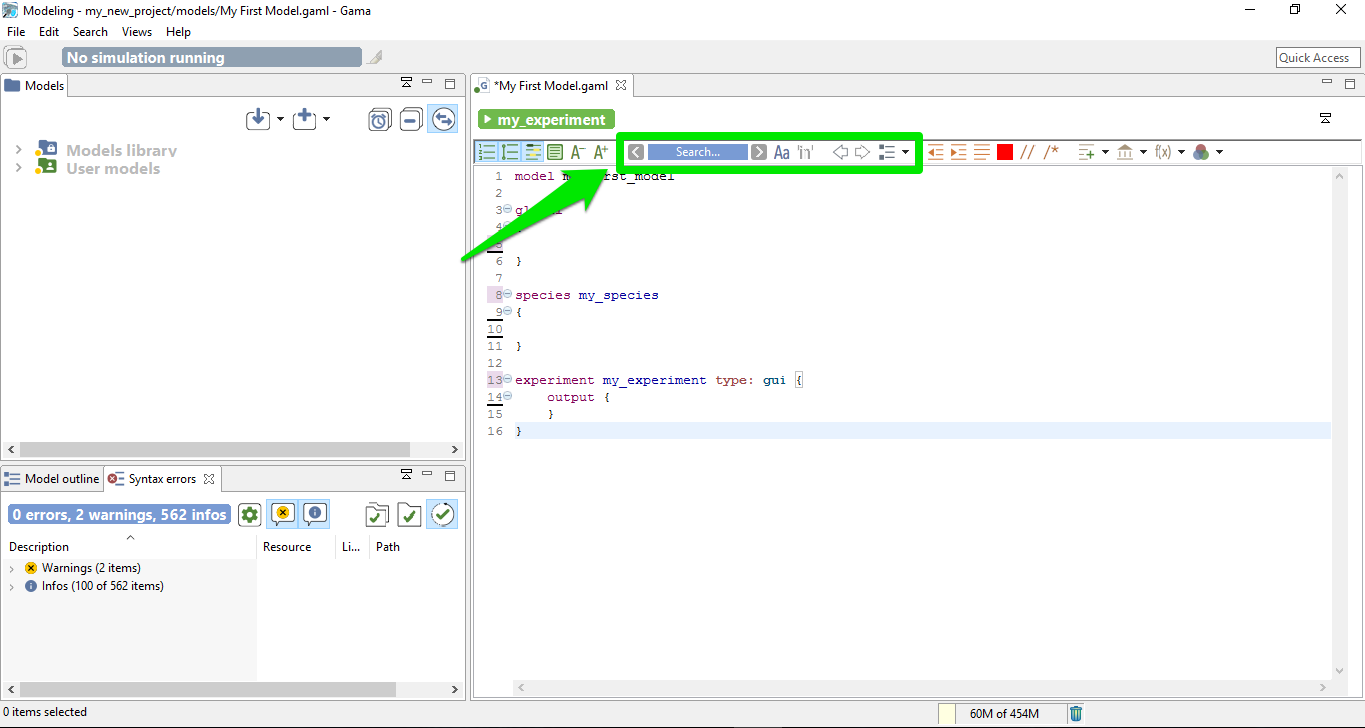 Modeling - my_new_project/models/My First Model.gaml - Gama
File Edit Search Views Help
No simulation running
Quick Access
Models
Models library
User models
*My First Model.gaml
my_experiment
A- A+ Search... Aa 'in' // /* f(x)
1 model rst_model
2
3 gl
4
5
6 }
7
8 species my_species
9 {
10
11 }
12
13 experiment my_experiment type: gui {
14 output {
15 }
16 }
Model outline Syntax errors
0 errors, 2 warnings, 562 infos
Description Resource Li... Path
Warnings (2 items)
Infos (100 of 562 items)
0 items selected
60M of 454M